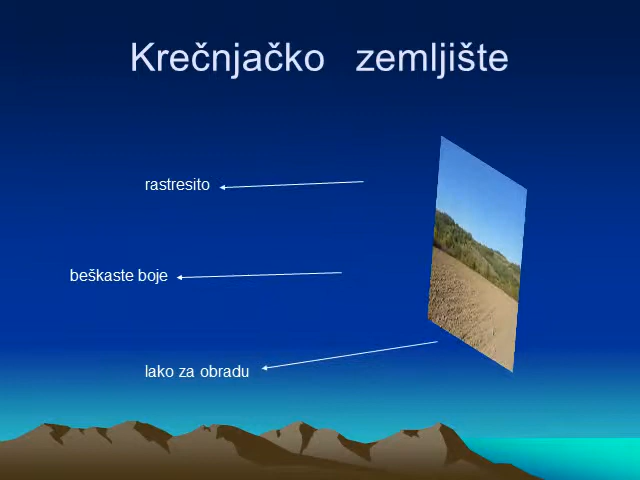 Krečnjačko zemljište
rastresito
beškaste boje
lako za obradu